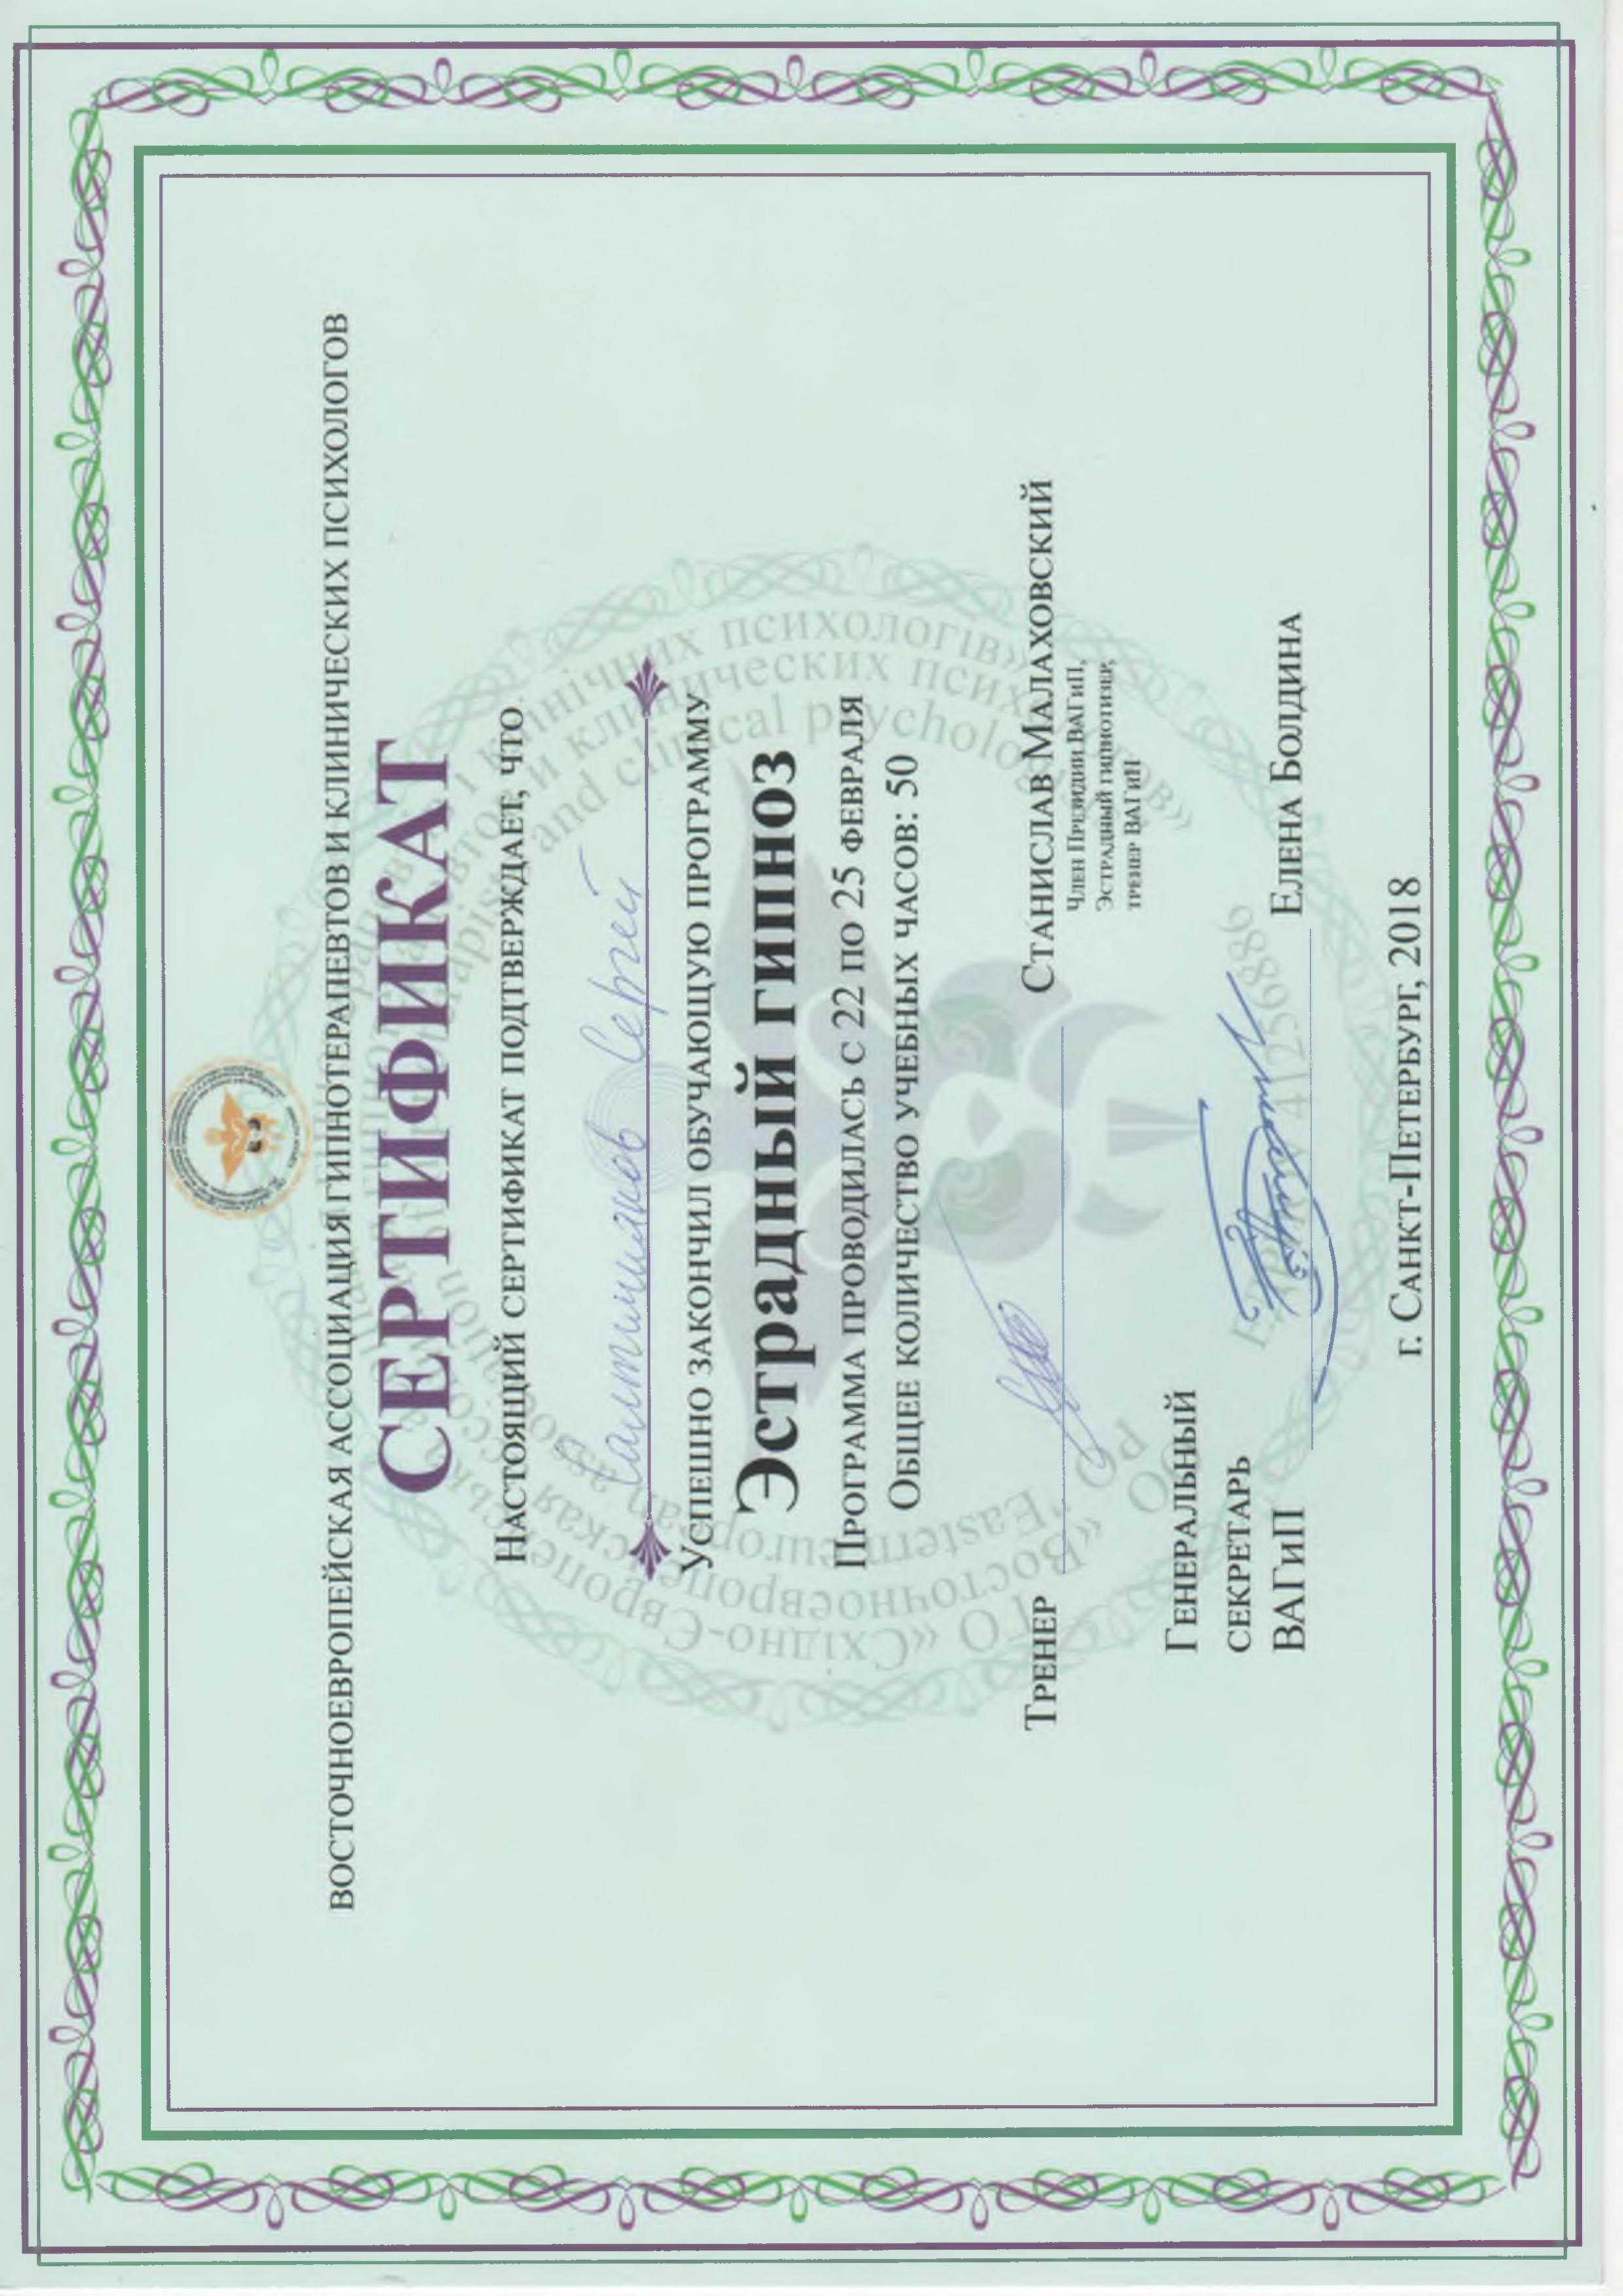 ВОСТОЧНОЕВРОПЕЙСКАЯ АССОЦИАЦИЯ ГИПНОТЕРАПЕВТОВ И КЛИНИЧЕСКИХ ПСИХОЛОГОВ
СЕРТИФИКАТ
НАСТОЯЩИЙ СЕРТИФИКАТ ПОДТВЕРЖДАЕТ, ЧТО
Сергей
УСПЕШНО ЗАКОНЧИЛ ОБУЧАЮЩУЮ ПРОГРАММУ
Эстрадный гипноз
ПРОГРАММА ПРОВОДИЛАСЬ С 22 ПО 25 ФЕВРАЛЯ
ОБЩЕЕ КОЛИЧЕСТВО УЧЕБНЫХ ЧАСОВ: 50
ТРЕНЕР
СТАНИСЛАВ МАЛАХОВСКИЙ
ЧЛЕН ПРЕЗИДИИ ВАГиП,
ЭСТРАДНЫЙ ГИПНОТИЗЕР,
ТРЕНЕР
ГЕНЕРАЛЬНЫЙ
СЕКРЕТАРЬ
ВАГиП
ЕЛЕНА БОЛДИНА
г. САНКТ-ПЕТЕРБУРГ, 2018